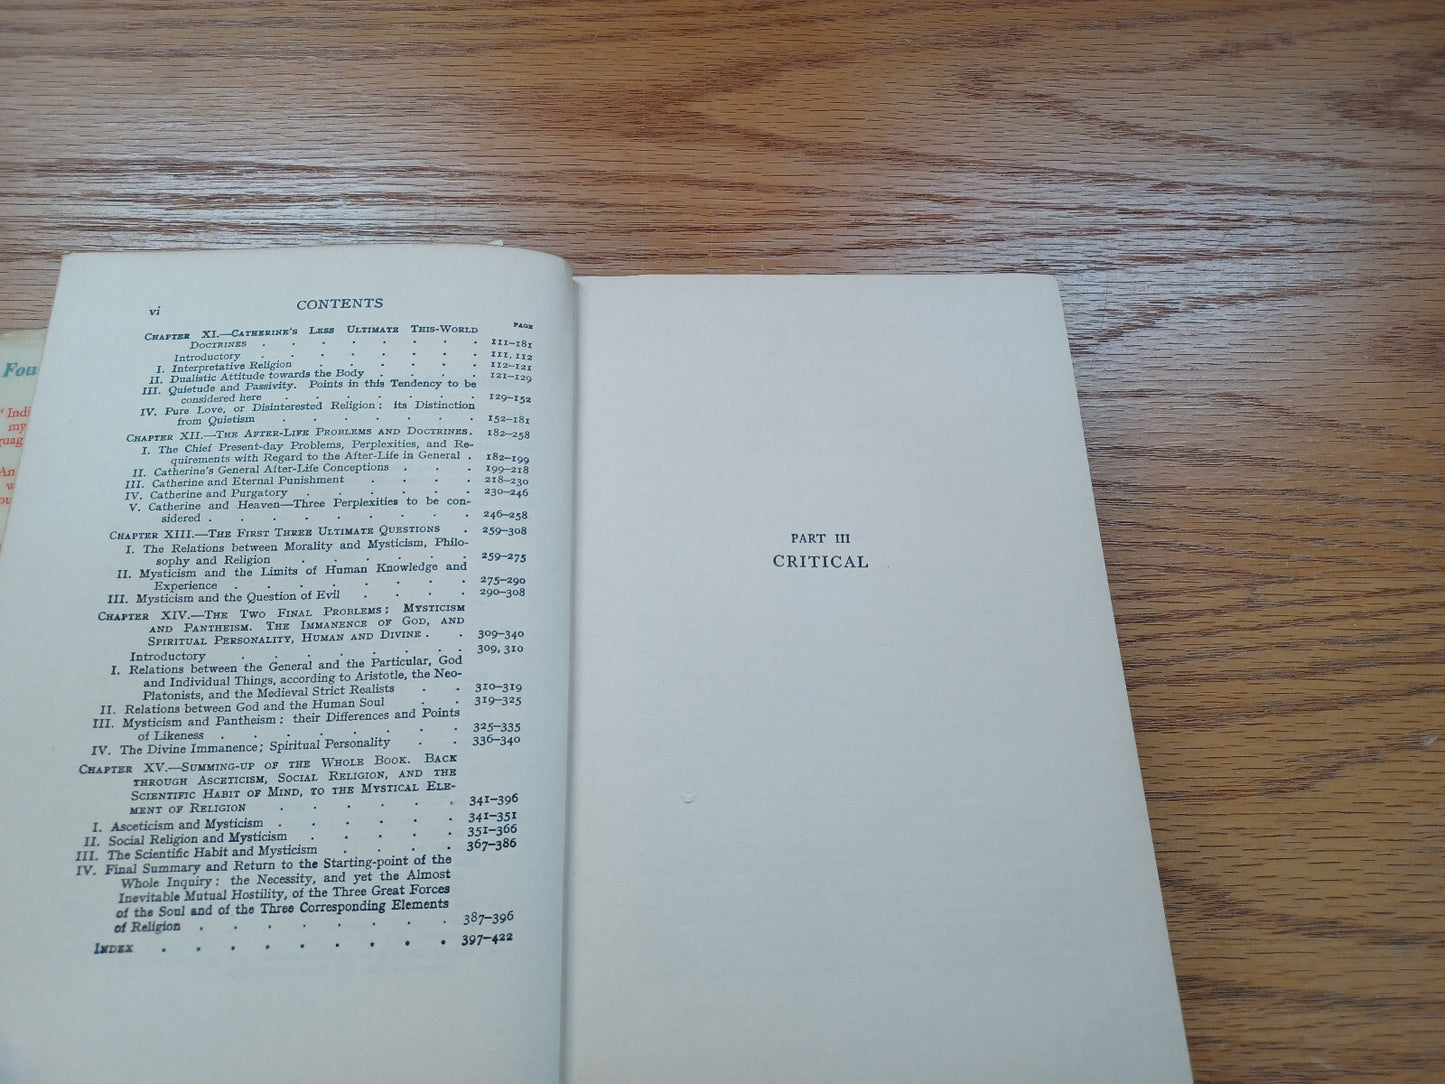 Fou
Indi
my
guag
An
w
ou
vi CONTENTS
PAGE
CHAPTER XI.—CATHERINE'S LESS ULTIMATE THIS-WORLD
DOCTRINES . . . . . . . 111–181
Introductory . . . . . . . 111, 112
I. Interpretative Religion . . . . . 112–121
II. Dualistic Attitude towards the Body . . . . 121–129
III. Quietude and Passivity. Points in this Tendency to be
considered here . . . . . . . 129–152
IV. Pure Love, or Disinterested Religion: its Distinction
from Quietism . . . . . . . 152–181
CHAPTER XII.—THE AFTER-LIFE PROBLEMS AND DOCTRINES. 182–258
I. The Chief Present-day Problems, Perplexities, and Re-
quirements with Regard to the After-Life in General . 182–199
II. Catherine's General After-Life Conceptions . . . 199–218
III. Catherine and Eternal Punishment . . . . 218–230
IV. Catherine and Purgatory . . . . . . 230–246
V. Catherine and Heaven—Three Perplexities to be con-
sidered . . . . . . . . . 246–258
CHAPTER XIII.—THE FIRST THREE ULTIMATE QUESTIONS . 259–308
I. The Relations between Morality and Mysticism, Philo-
sophy and Religion . . . . . . 259–275
II. Mysticism and the Limits of Human Knowledge and
Experience . . . . . . . . 275–290
III. Mysticism and the Question of Evil . . . . 290–308
CHAPTER XIV.—THE TWO FINAL PROBLEMS: MYSTICISM
AND PANTHEISM. THE IMMANENCE OF GOD, AND
SPIRITUAL PERSONALITY, HUMAN AND DIVINE . . 309–340
Introductory . . . . . . . . 309, 310
I. Relations between the General and the Particular, God
and Individual Things, according to Aristotle, the Neo-
Platonists, and the Medieval Strict Realists . . 310–319
II. Relations between God and the Human Soul . . 319–325
III. Mysticism and Pantheism: their Differences and Points
of Likeness . . . . . . . . 325–335
IV. The Divine Immanence; Spiritual Personality . . 336–340
CHAPTER XV.—SUMMING-UP OF THE WHOLE BOOK. BACK
THROUGH ASCETICISM, SOCIAL RELIGION, AND THE
SCIENTIFIC HABIT OF MIND, TO THE MYSTICAL ELE-
MENT OF RELIGION . . . . . . 341–396
I. Asceticism and Mysticism . . . . . . 341–351
II. Social Religion and Mysticism . . . . . 351–366
III. The Scientific Habit and Mysticism . . . . 367–386
IV. Final Summary and Return to the Starting-point of the
Whole Inquiry: the Necessity, and yet the Almost
Inevitable Mutual Hostility, of the Three Great Forces
of the Soul and of the Three Corresponding Elements
of Religion . . . . . . . . 387–396
INDEX . . . . . . . . . 397–422
PART III
CRITICAL